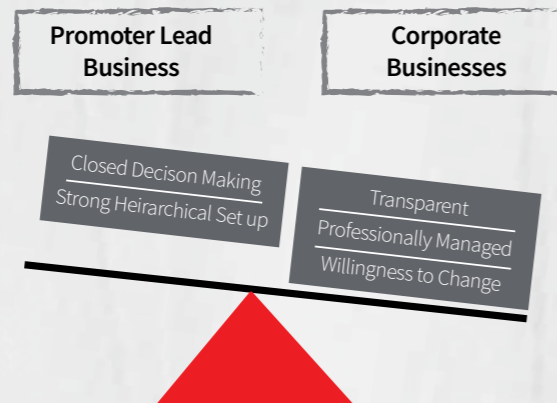 Promoter Lead
Business
Corporate
Businesses
Closed Decison Making
Strong Heirarchical Set up
Transparent
Professionally Managed
Willingness to Change